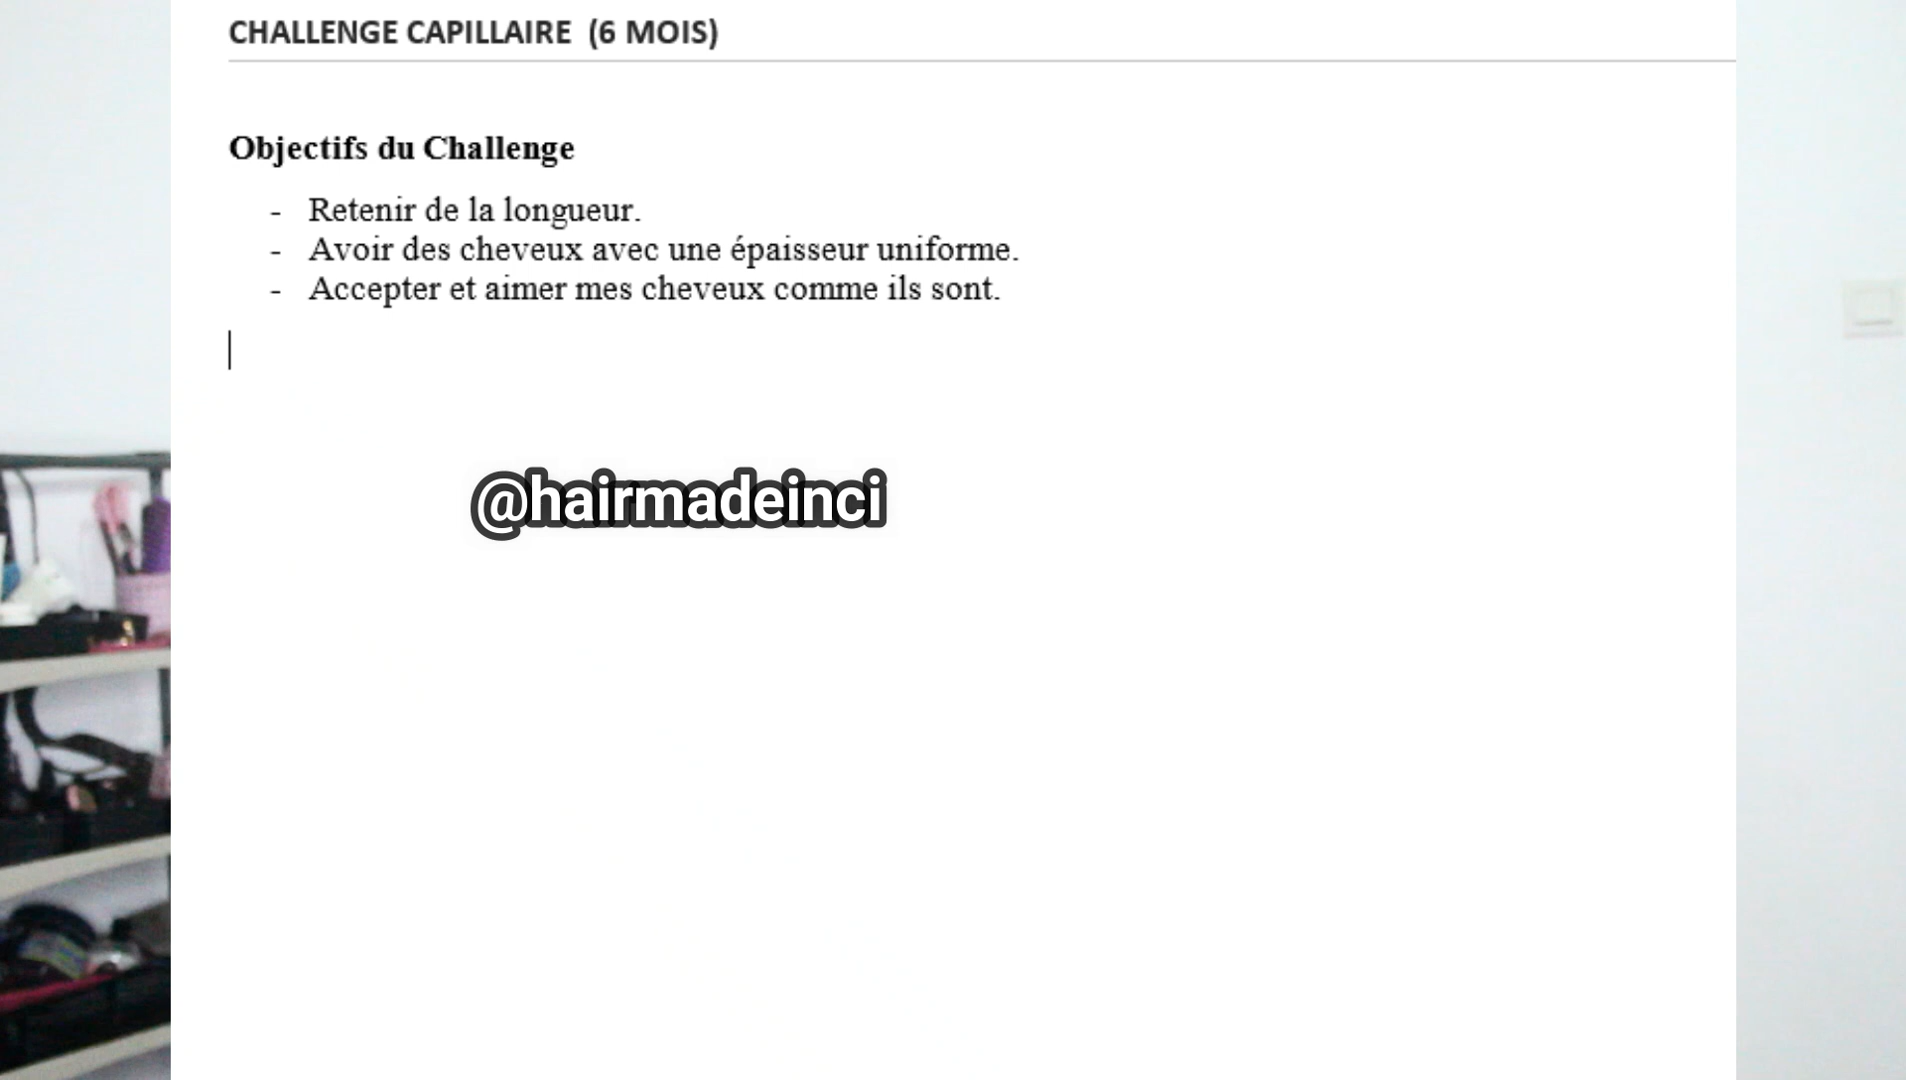 CHALLENGE CAPILLAIRE (6 MOIS)
Objectifs du Challenge
- Retenir de la longueur.
- Avoir des cheveux avec une épaisseur uniforme.
- Accepter et aimer mes cheveux comme ils sont.
@hairmadeinci